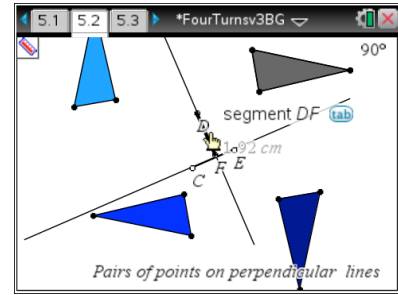 5.1 5.2 5.3 *FourTurnsv3BG
90°
segment DF tab
D
1.92 cm
F E
C
Pairs of points on perpendicular lines